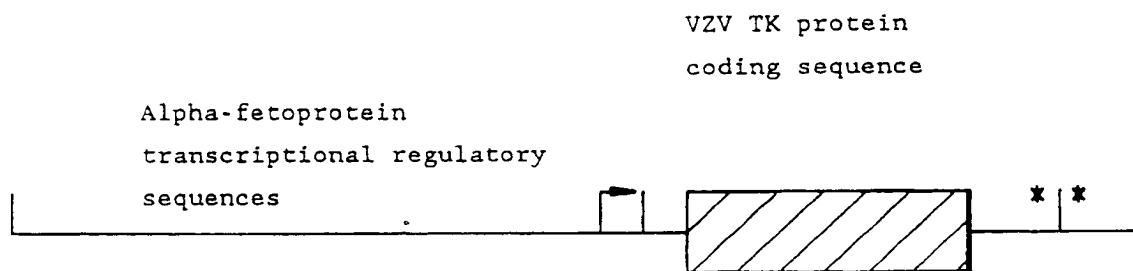 VZV TK protein
coding sequence
Alpha-fetoprotein
transcriptional regulatory
sequences
* *